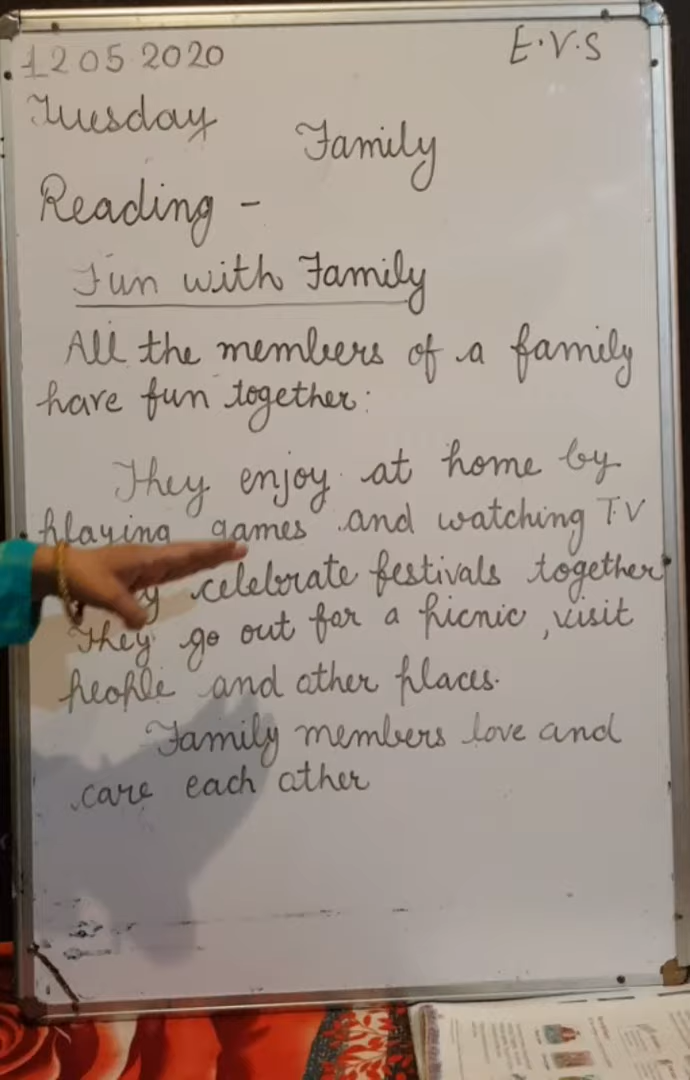 12 05 2020 E.V.S
Tuesday
Family
Reading -
Fun with Family
All the members of a family
have fun together:
They enjoy at home by
playing games and watching TV
celebrate festivals together
They go out for a picnic, visit
people and other places.
Family members love and
care each other